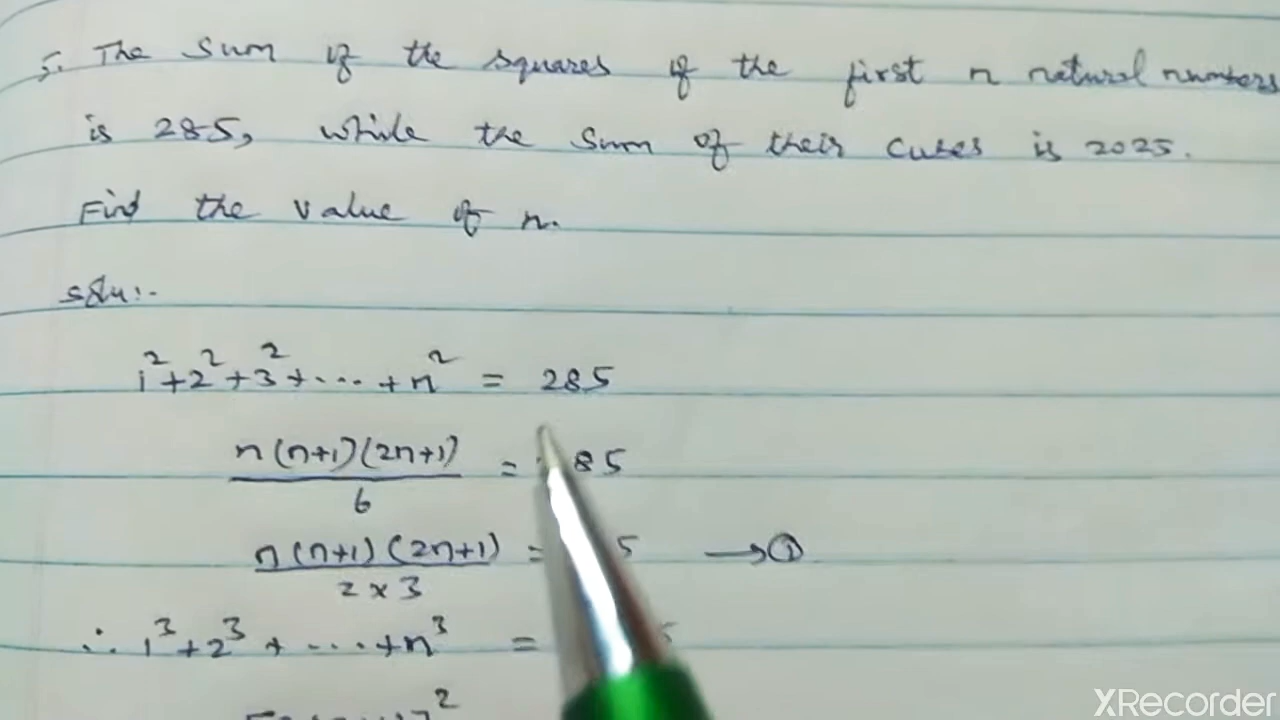 5. The Sum of the squares of the first n natural numbers
is 285, while the Sum of their cubes is 2025.
Find the value of n.
Soln:-
1²+2²+3²+....+n² = 285
n(n+1)(2n+1)/6 = 85
n(n+1)(2n+1)/2×3 = 5 →①
∴ 1³+2³+....+n³ =
XRecorder